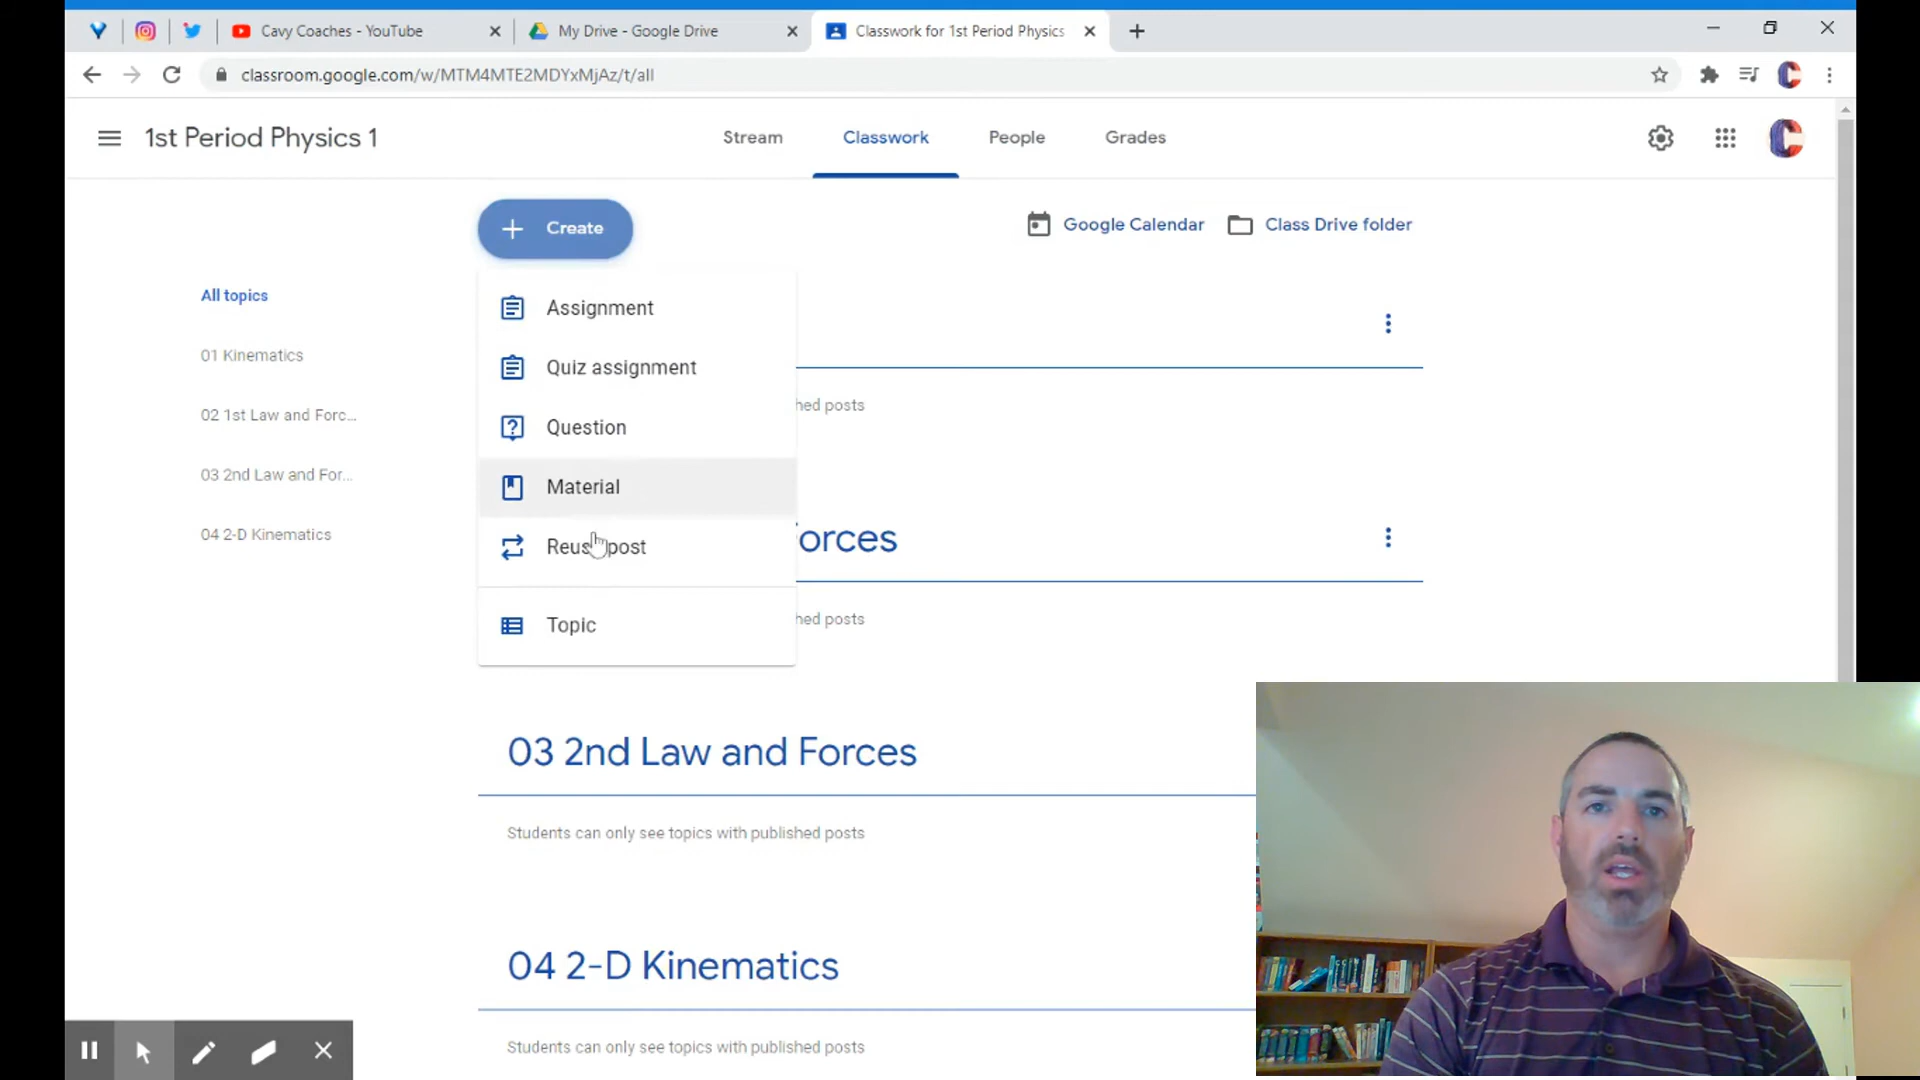 Cavy Coaches - YouTube
My Drive - Google Drive
Classwork for 1st Period Physics
classroom.google.com/w/MTM4MTE2MDYxMjAz/t/all
1st Period Physics 1
Stream
Classwork
People
Grades
Create
Google Calendar
Class Drive folder
All topics
01 Kinematics
02 1st Law and Forc...
03 2nd Law and For...
04 2-D Kinematics
Assignment
Quiz assignment
Question
Material
Reuse post
Topic
hed posts
orces
hed posts
03 2nd Law and Forces
Students can only see topics with published posts
04 2-D Kinematics
Students can only see topics with published posts